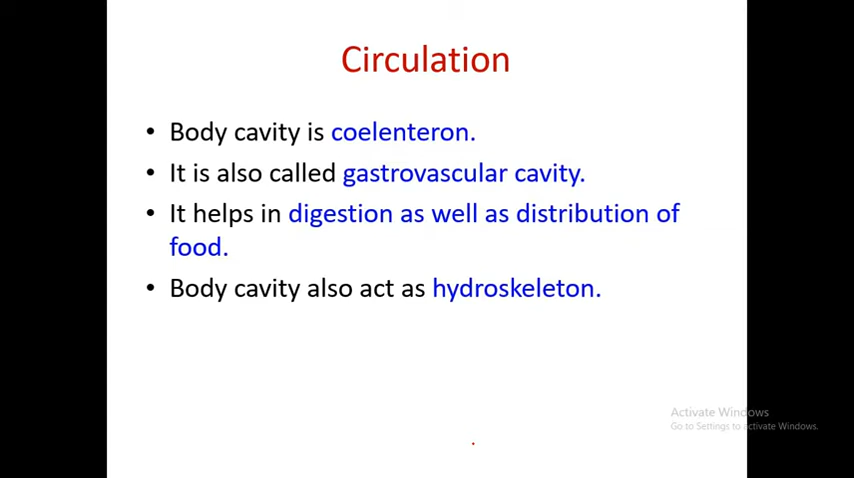 Circulation
• Body cavity is coelenteron.
• It is also called gastrovascular cavity.
• It helps in digestion as well as distribution of
food.
• Body cavity also act as hydroskeleton.
Activate Windows
Go to Settings to activate Windows.